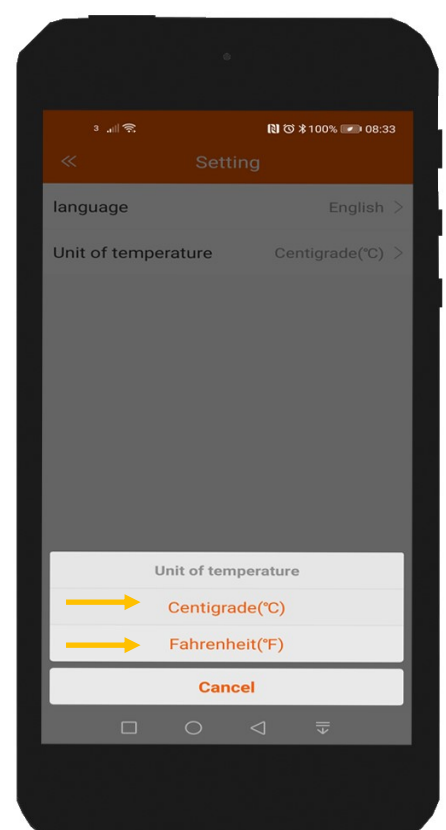 3 100% 08:33
Setting
language English
Unit of temperature Centigrade(℃)
Unit of temperature
Centigrade(℃)
Fahrenheit(℉)
Cancel